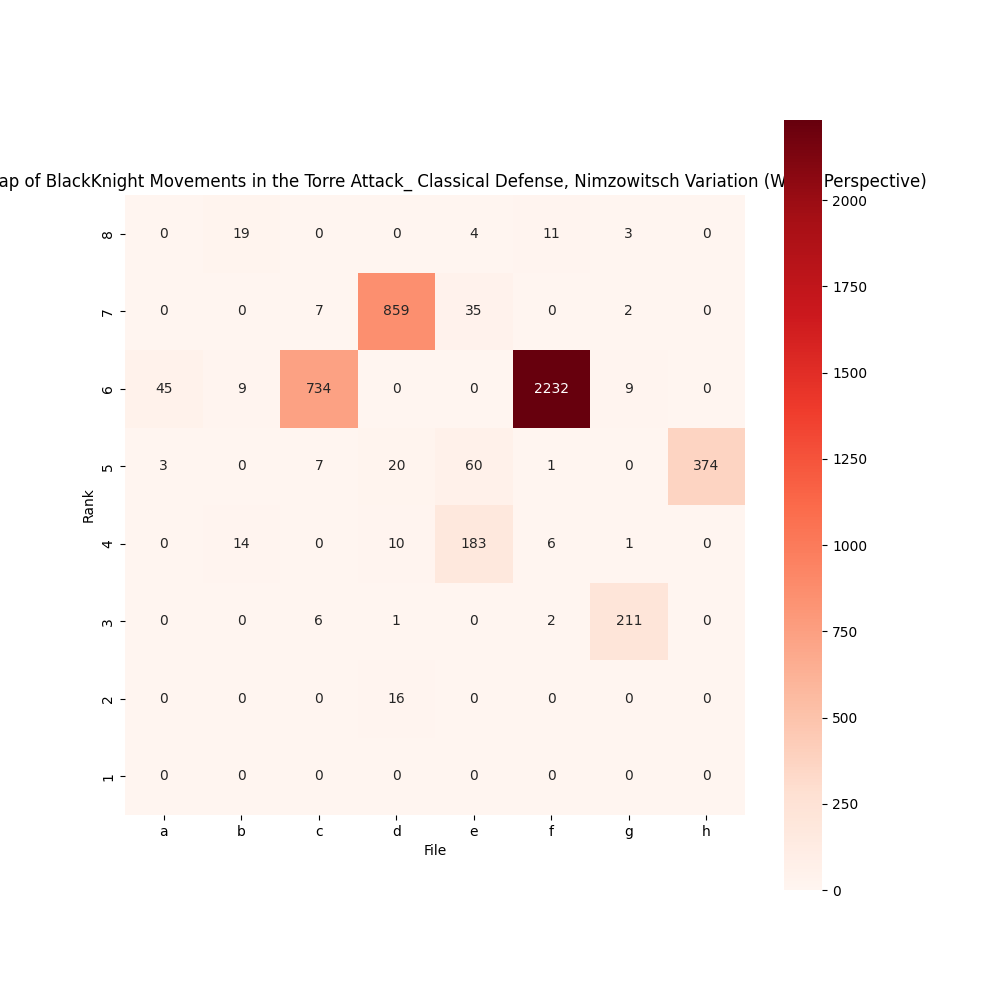 ap of BlackKnight Movements in the Torre Attack_ Classical Defense, Nimzowitsch Variation (W Perspective)
8 0 19 0 0 4 11 3 0
7 0 0 7 859 35 0 2 0
6 45 9 734 0 0 2232 9 0
5 3 0 7 20 60 1 0 374
4 0 14 0 10 183 6 1 0
3 0 0 6 1 0 2 211 0
2 0 0 0 16 0 0 0 0
1 0 0 0 0 0 0 0 0
a b c d e f g h
File
Rank
2000
1750
1500
1250
1000
750
500
250
0